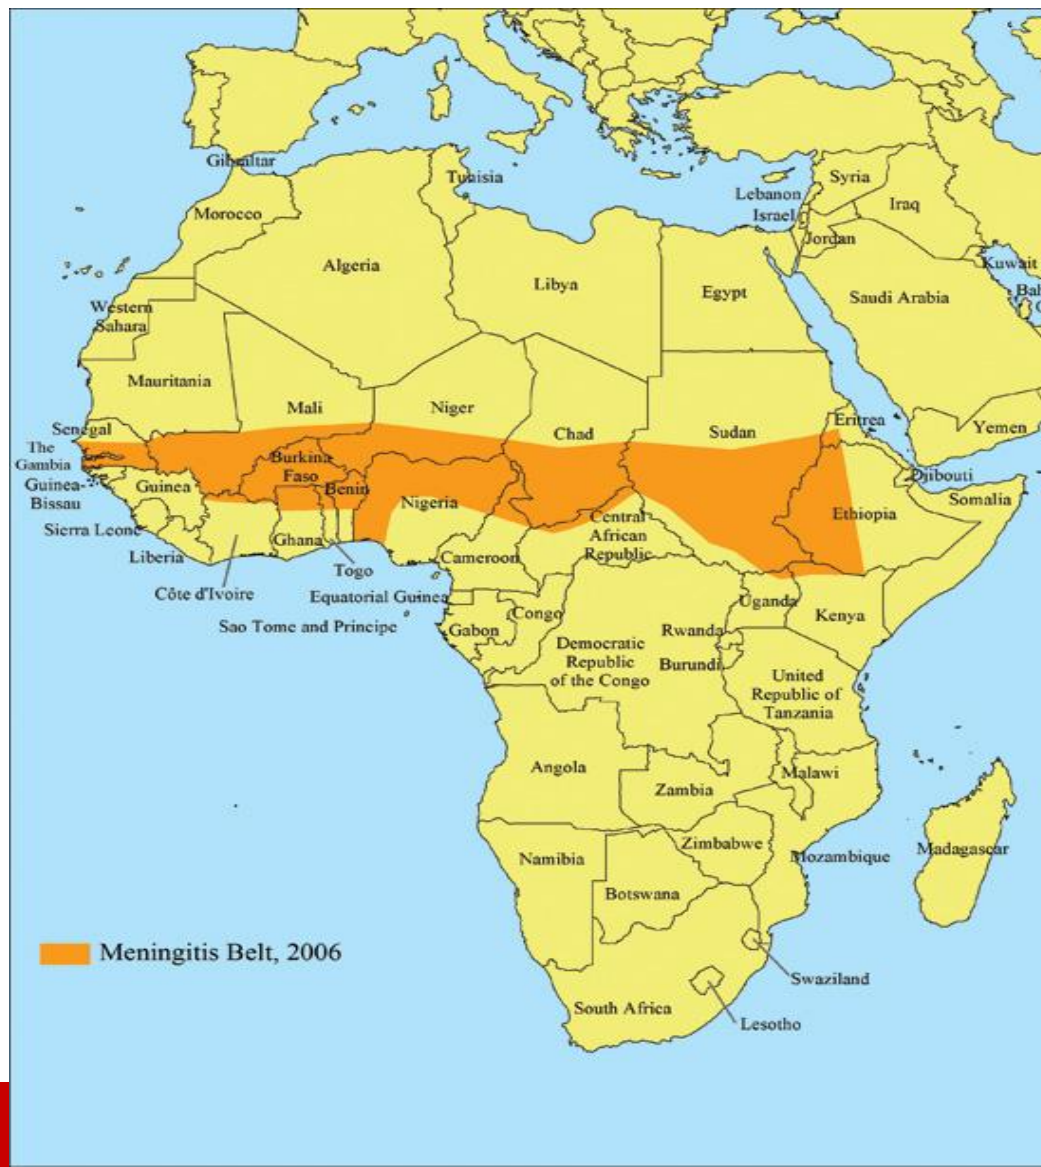 Gibraltar
Tunisia
Syria
Lebanon
Israel
Iraq
Morocco
Jordan
Kuwait
Algeria
Libya
Egypt
Saudi Arabia
Western
Sahara
Mauritania
Mali
Niger
Chad
Sudan
Eritrea
Yemen
Senegal
The
Gambia
Burkina
Faso
Benin
Djibouti
Guinea-
Bissau
Guinea
Nigeria
Somalia
Central
African
Republic
Ethiopia
Sierra Leone
Liberia
Ghana
Cameroon
Togo
Côte d'Ivoire
Equatorial Guinea
Uganda
Kenya
Sao Tome and Principe
Gabon
Congo
Rwanda
Burundi
Democratic
Republic
of the Congo
United
Republic of
Tanzania
Angola
Zambia
Malawi
Namibia
Zimbabwe
Mozambique
Madagascar
Botswana
Meningitis Belt, 2006
Swaziland
South Africa
Lesotho